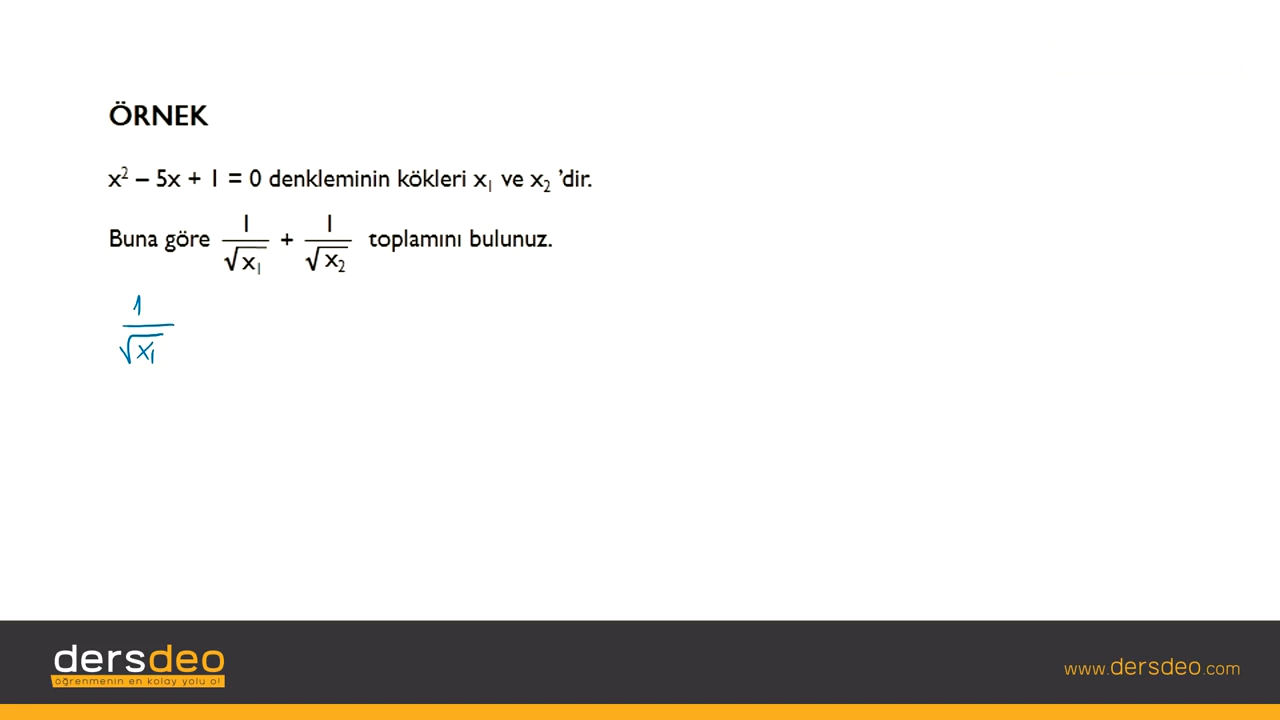 ÖRNEK
x² – 5x + 1 = 0 denkleminin kökleri x₁ ve x₂ 'dir.
Buna göre 1/√x₁ + 1/√x₂ toplamını bulunuz.
1/√x₁
dersdeo
öğrenmenin en kolay yolu o!
www.dersdeo.com